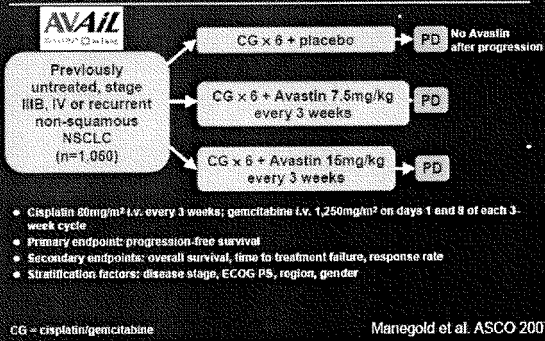 AVAiL
CG x 6 + placebo
PD
No Avastin
after progression
Previously
untreated, stage
IIIB, IV or recurrent
non-squamous
NSCLC
(n=1,050)
CG x 6 + Avastin 7.5mg/kg
every 3 weeks
PD
CG x 6 + Avastin 15mg/kg
every 3 weeks
PD
• Cisplatin 80mg/m² i.v. every 3 weeks; gemcitabine i.v. 1,250mg/m² on days 1 and 8 of each 3-
week cycle
• Primary endpoint: progression-free survival
• Secondary endpoints: overall survival, time to treatment failure, response rate
• Stratification factors: disease stage, ECOG PS, region, gender
CG = cisplatin/gemcitabine
Manegold et al. ASCO 2007